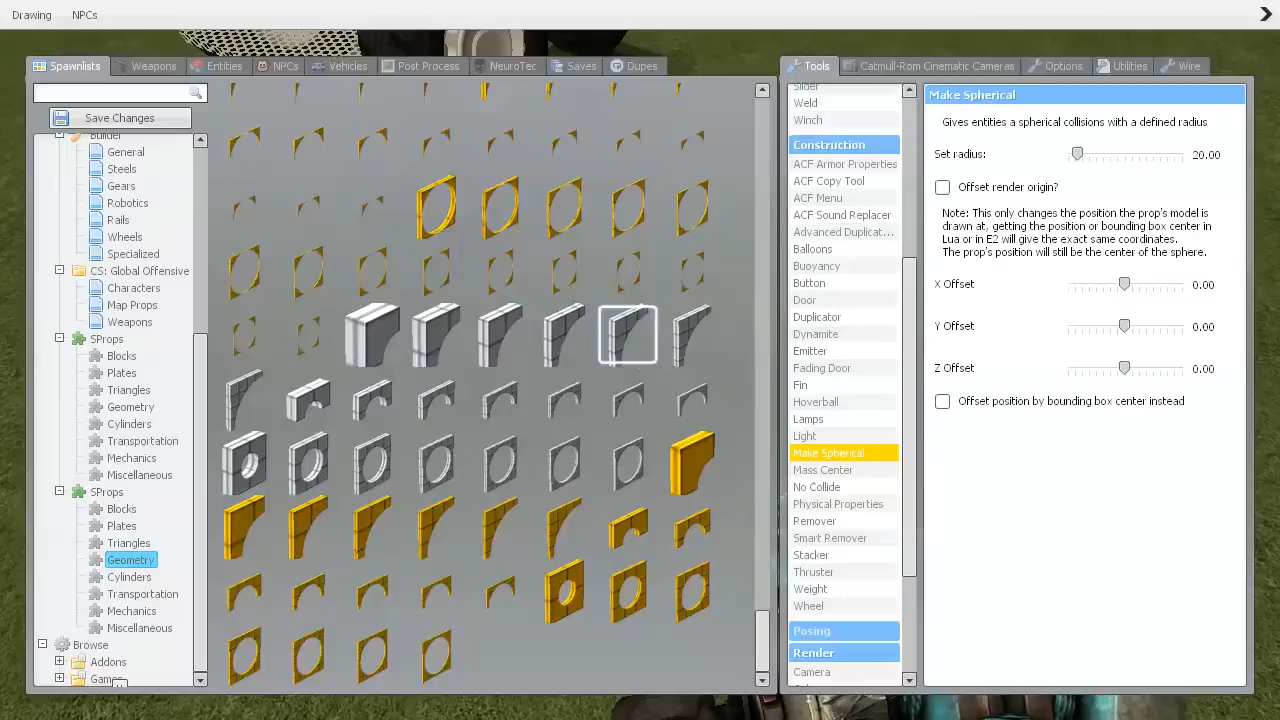 Drawing NPCs
Spawnlists Weapons Entities NPCs Vehicles Post Process NeuroTec Saves Dupes
Save Changes
Builder
General
Steels
Gears
Robotics
Rails
Wheels
Specialized
CS: Global Offensive
Characters
Map Props
Weapons
SProps
Blocks
Plates
Triangles
Geometry
Cylinders
Transportation
Mechanics
Miscellaneous
SProps
Blocks
Plates
Triangles
Geometry
Cylinders
Transportation
Mechanics
Miscellaneous
Browse
Addons
Games
Tools Catmull-Rom Cinematic Cameras Options Utilities Wire
Slider
Weld
Winch
Construction
ACF Armor Properties
ACF Copy Tool
ACF Menu
ACF Sound Replacer
Advanced Duplicat...
Balloons
Buoyancy
Button
Door
Duplicator
Dynamite
Emitter
Fading Door
Fin
Hoverball
Lamps
Light
Make Spherical
Mass Center
No Collide
Physical Properties
Remover
Smart Remover
Stacker
Thruster
Weight
Wheel
Posing
Render
Camera
Make Spherical
Gives entities a spherical collisions with a defined radius
Set radius: 20.00
Offset render origin?
Note: This only changes the position the prop's model is
drawn at, getting the position or bounding box center in
Lua or in E2 will give the exact same coordinates.
The prop's position will still be the center of the sphere.
X Offset 0.00
Y Offset 0.00
Z Offset 0.00
Offset position by bounding box center instead